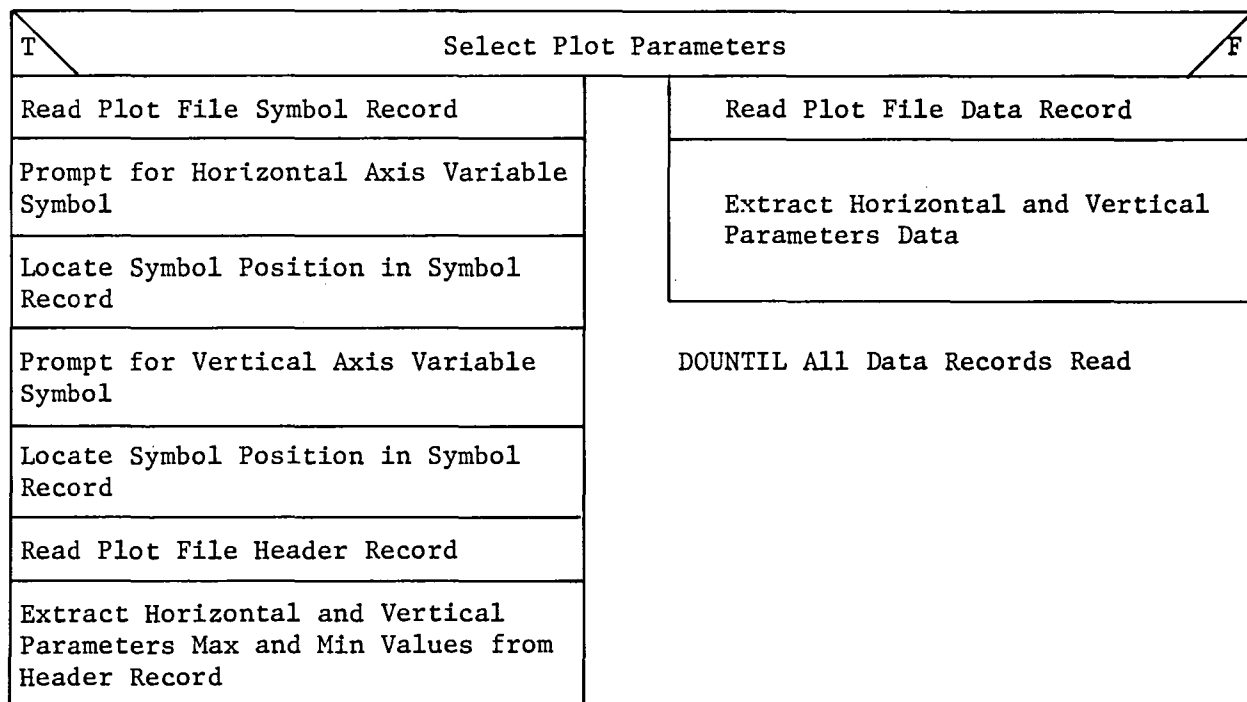 T
Select Plot Parameters
F
Read Plot File Symbol Record
Prompt for Horizontal Axis Variable
Symbol
Locate Symbol Position in Symbol
Record
Prompt for Vertical Axis Variable
Symbol
Locate Symbol Position in Symbol
Record
Read Plot File Header Record
Extract Horizontal and Vertical
Parameters Max and Min Values from
Header Record
Read Plot File Data Record
Extract Horizontal and Vertical
Parameters Data
DOUNTIL All Data Records Read